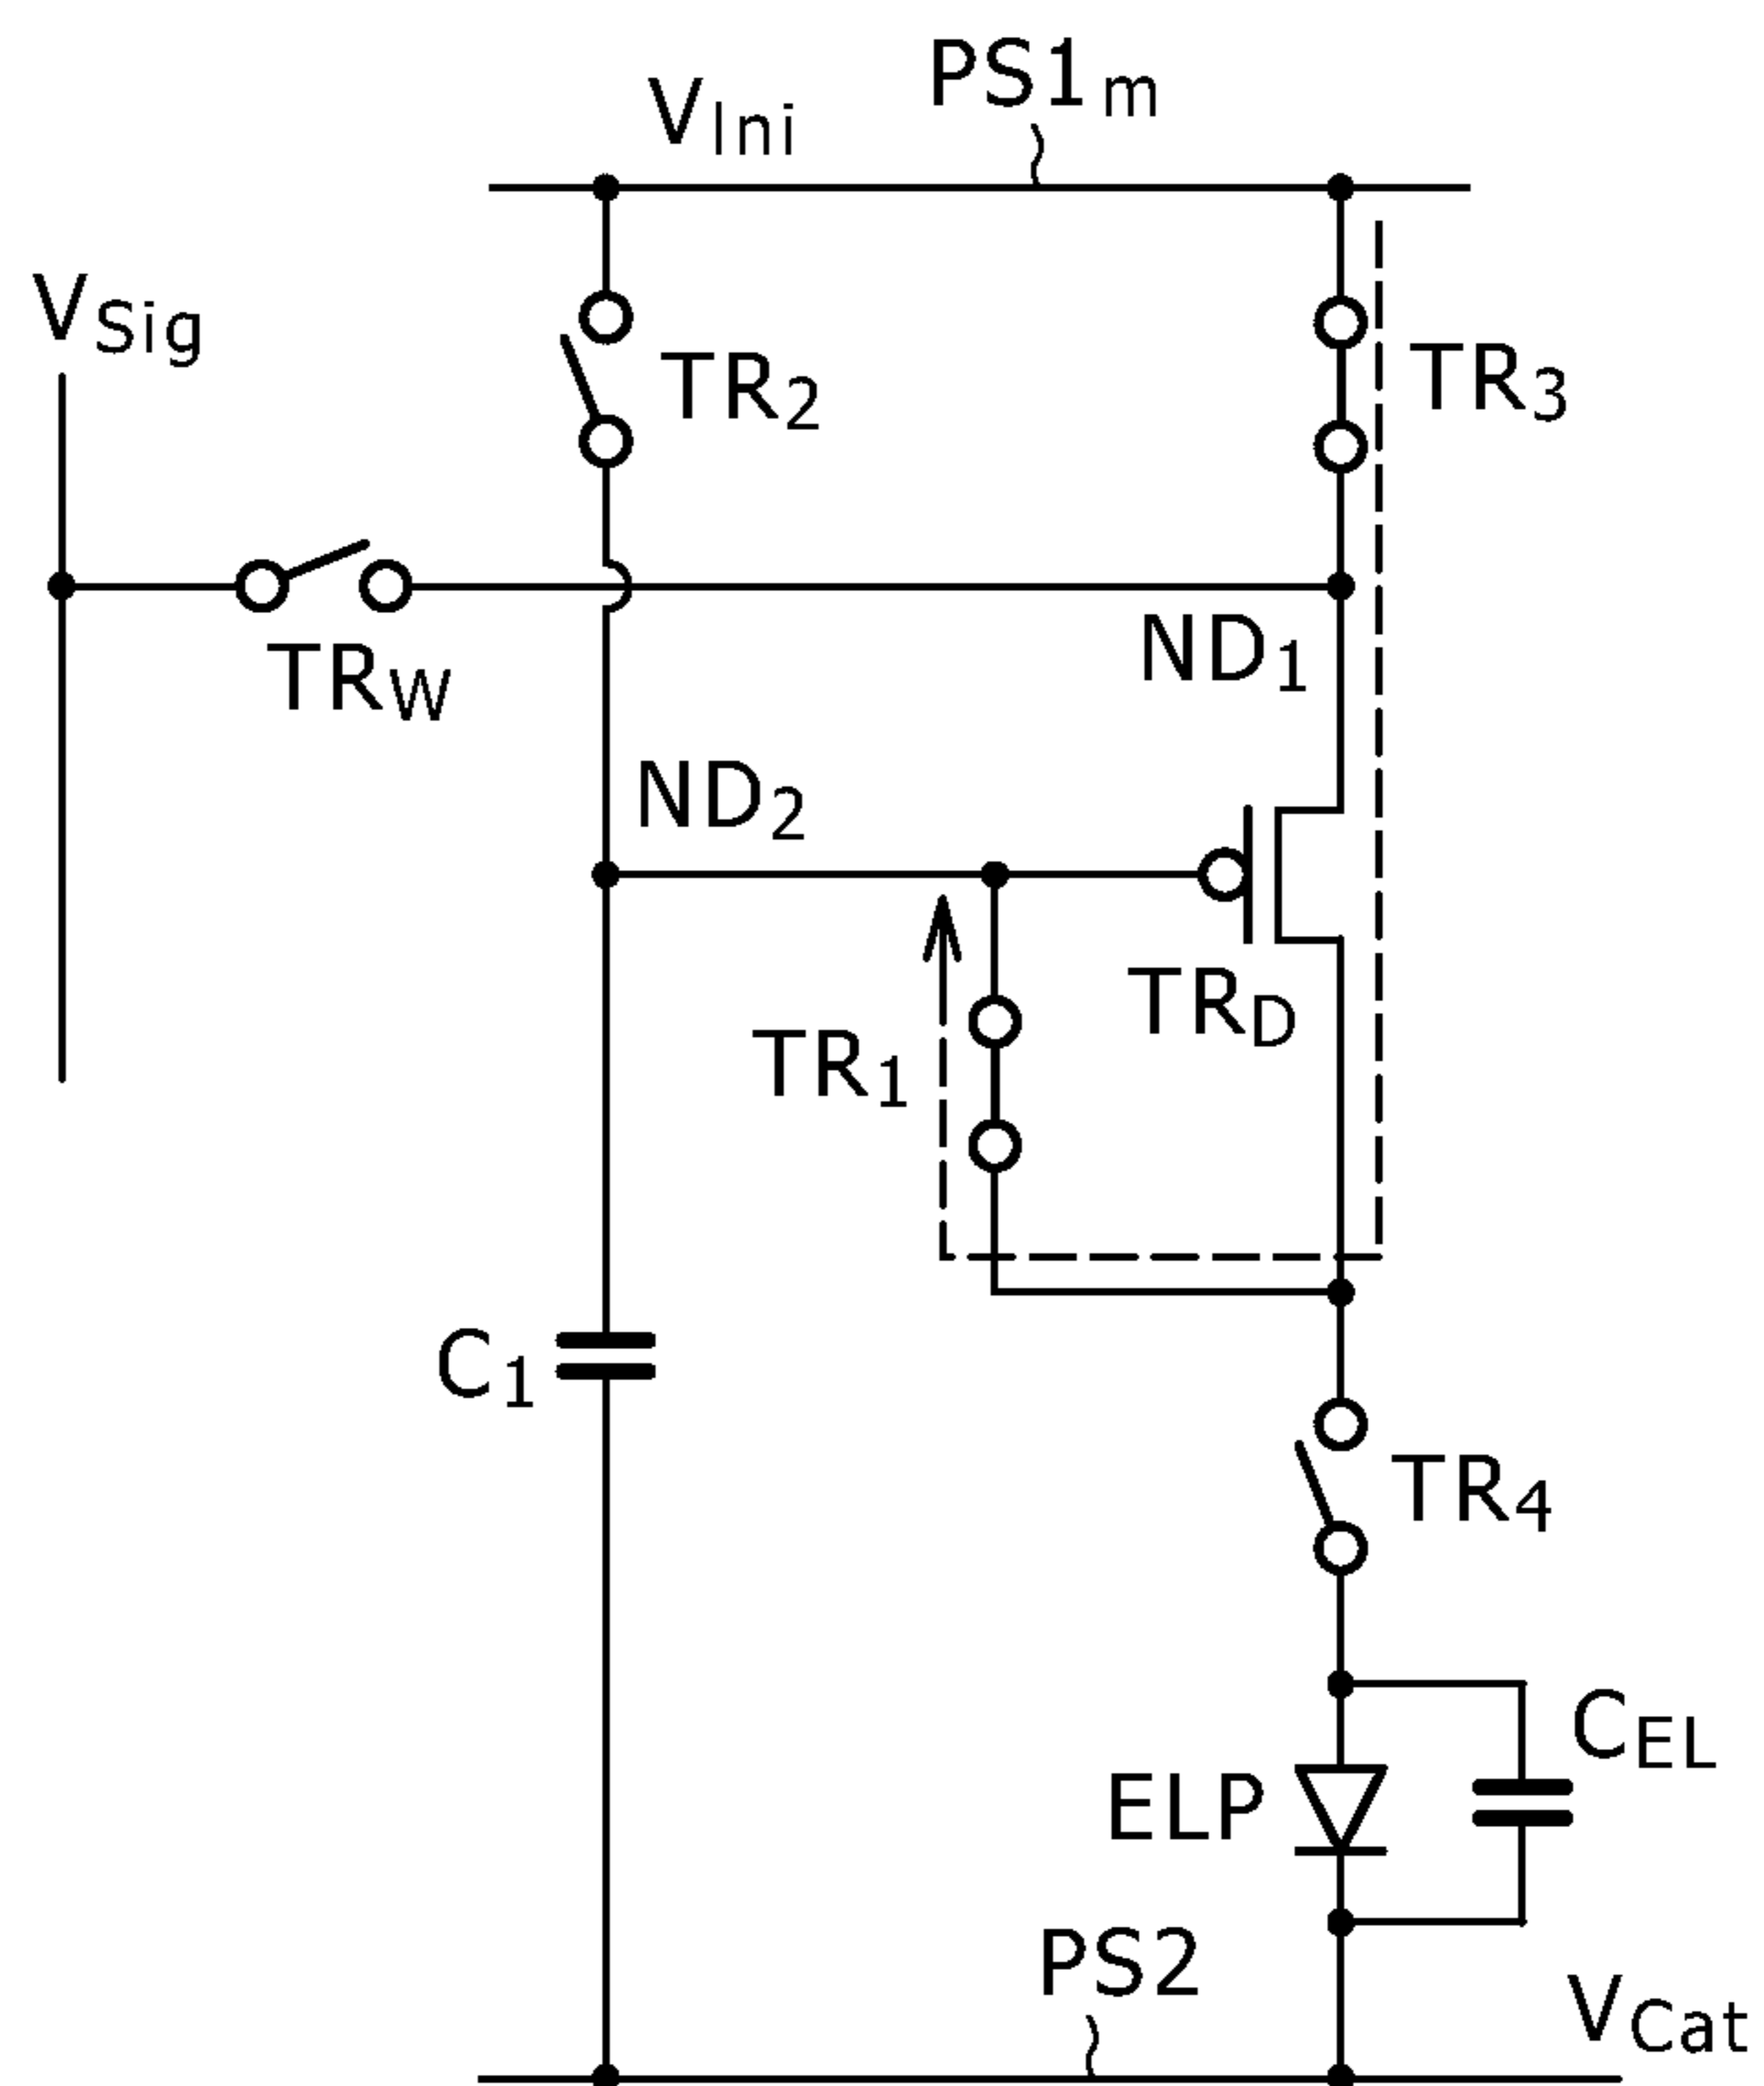 PS1m
VIni
VSig
TR2
TR3
TRW
ND1
ND2
TRD
TR1
C1
TR4
CEL
ELP
PS2
VCat